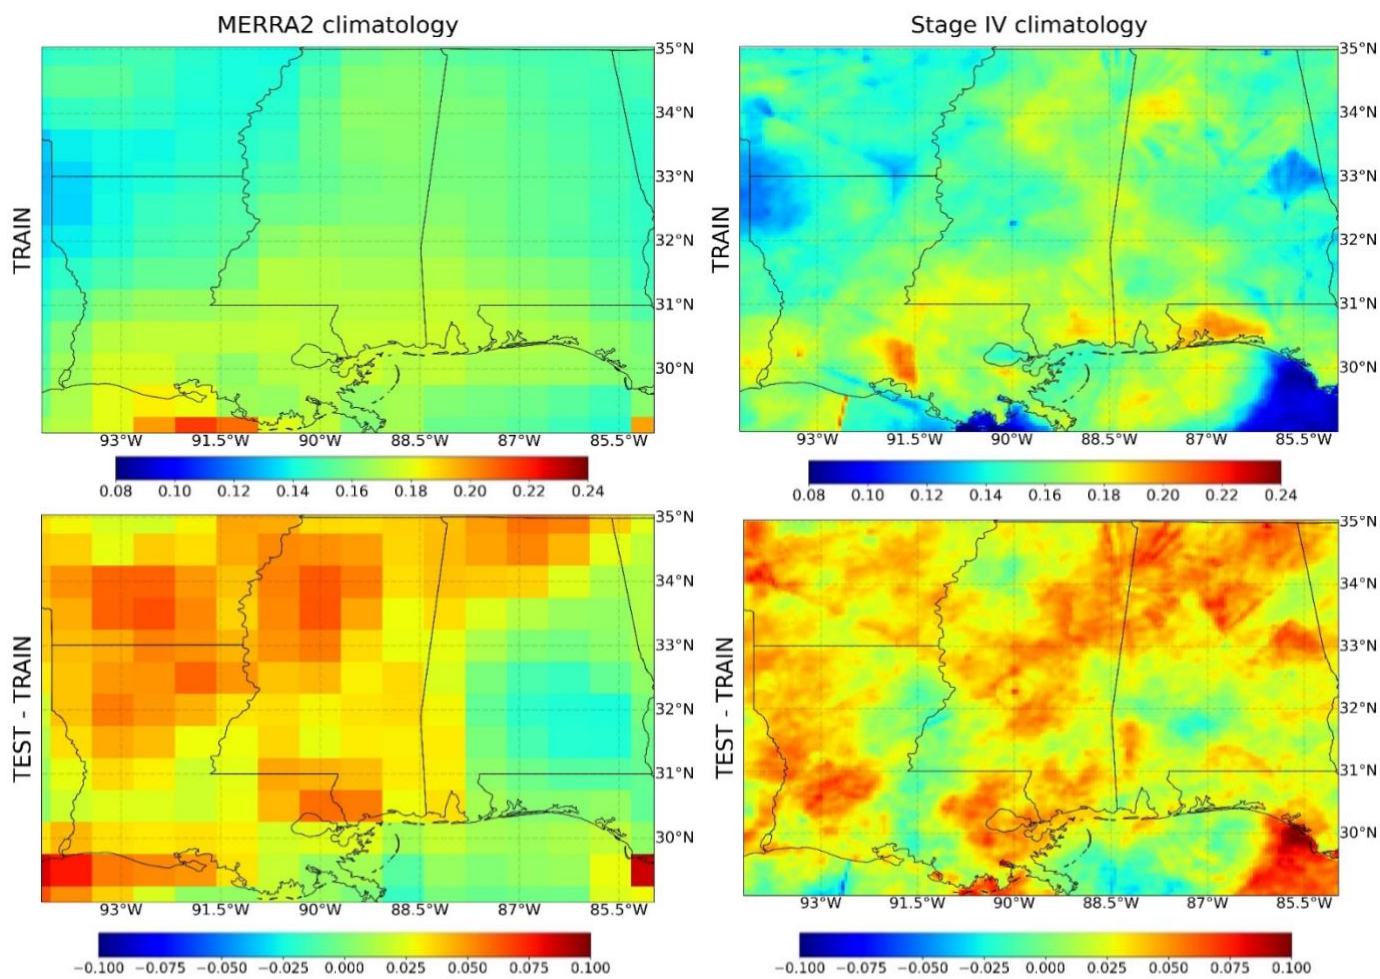 MERRA2 climatology
Stage IV climatology
TRAIN
35°N
34°N
33°N
32°N
31°N
30°N
93°W 91.5°W 90°W 88.5°W 87°W 85.5°W
0.08 0.10 0.12 0.14 0.16 0.18 0.20 0.22 0.24
TRAIN
35°N
34°N
33°N
32°N
31°N
30°N
93°W 91.5°W 90°W 88.5°W 87°W 85.5°W
0.08 0.10 0.12 0.14 0.16 0.18 0.20 0.22 0.24
TEST - TRAIN
35°N
34°N
33°N
32°N
31°N
30°N
93°W 91.5°W 90°W 88.5°W 87°W 85.5°W
−0.100 −0.075 −0.050 −0.025 0.000 0.025 0.050 0.075 0.100
TEST - TRAIN
35°N
34°N
33°N
32°N
31°N
30°N
93°W 91.5°W 90°W 88.5°W 87°W 85.5°W
−0.100 −0.075 −0.050 −0.025 0.000 0.025 0.050 0.075 0.100